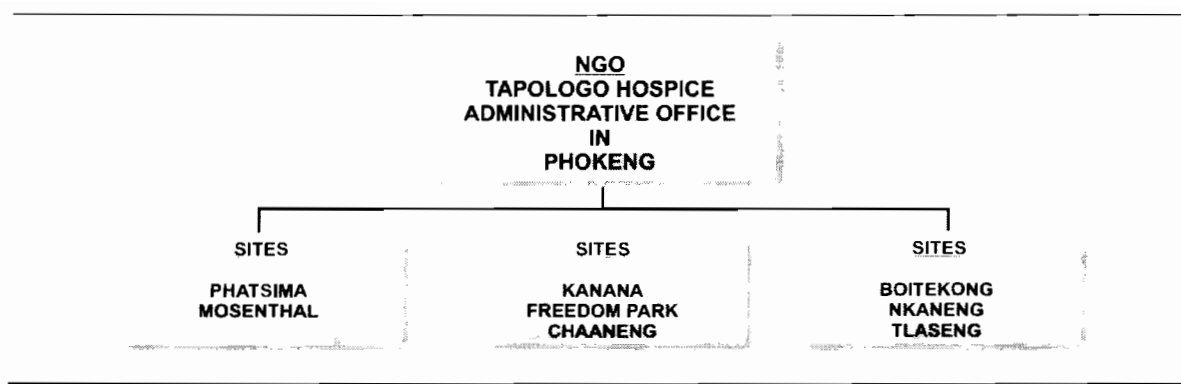 NGO
TAPOLOGO HOSPICE
ADMINISTRATIVE OFFICE
IN
PHOKENG
SITES
PHATSIMA
MOSENTHAL
SITES
KANANA
FREEDOM PARK
CHAANENG
SITES
BOITEKONG
NKANENG
TLASENG